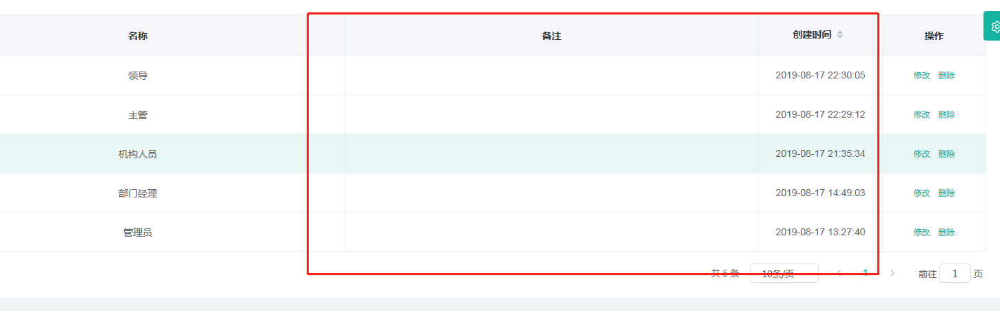 名称 备注 创建时间 操作
领导 2019-08-17 22:30:05 修改 删除
主管 2019-08-17 22:29:12 修改 删除
机构人员 2019-08-17 21:35:34 修改 删除
部门经理 2019-08-17 14:49:03 修改 删除
管理员 2019-08-17 13:27:40 修改 删除
共 5 条 10条/页 1 前往 1 页